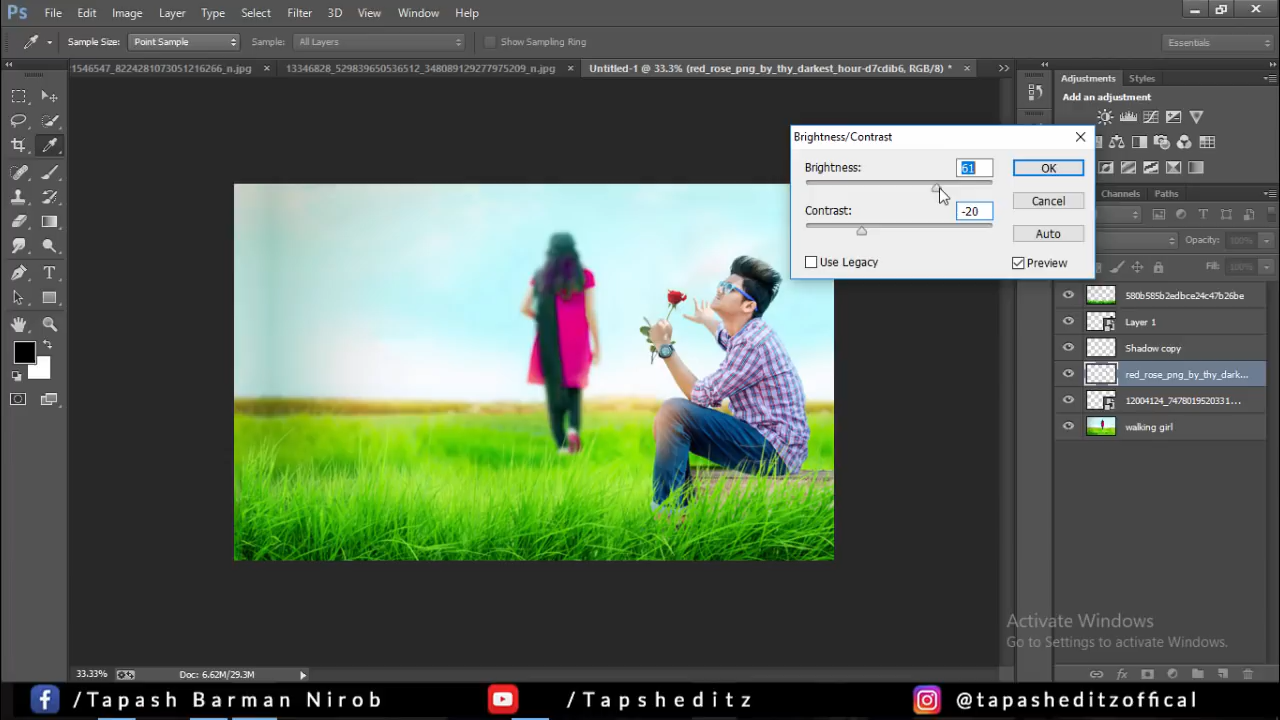 Ps File Edit Image Layer Type Select Filter 3D View Window Help
Sample Size: Point Sample Sample: All Layers Show Sampling Ring Essentials
1546547_8224281073051216266_n.jpg × 13346828_529839650536512_348089129277975209_n.jpg × Untitled-1 @ 33.3% (red_rose_png_by_thy_darkest_hour-d7cdib6, RGB/8) * ×
Adjustments Styles
Add an adjustment
Brightness/Contrast
Brightness: 61 OK
Cancel
Contrast: -20
Auto
Use Legacy Preview
Channels Paths
Opacity: 100%
Fill: 100%
580b585b2edbce24c47b26be
Layer 1
Shadow copy
red_rose_png_by_thy_dark...
12004124_7478019520331...
walking girl
Activate Windows
Go to Settings to activate Windows.
33.33% Doc: 6.62M/29.3M
/Tapash Barman Nirob /Tapsheditz @tapasheditzoffical